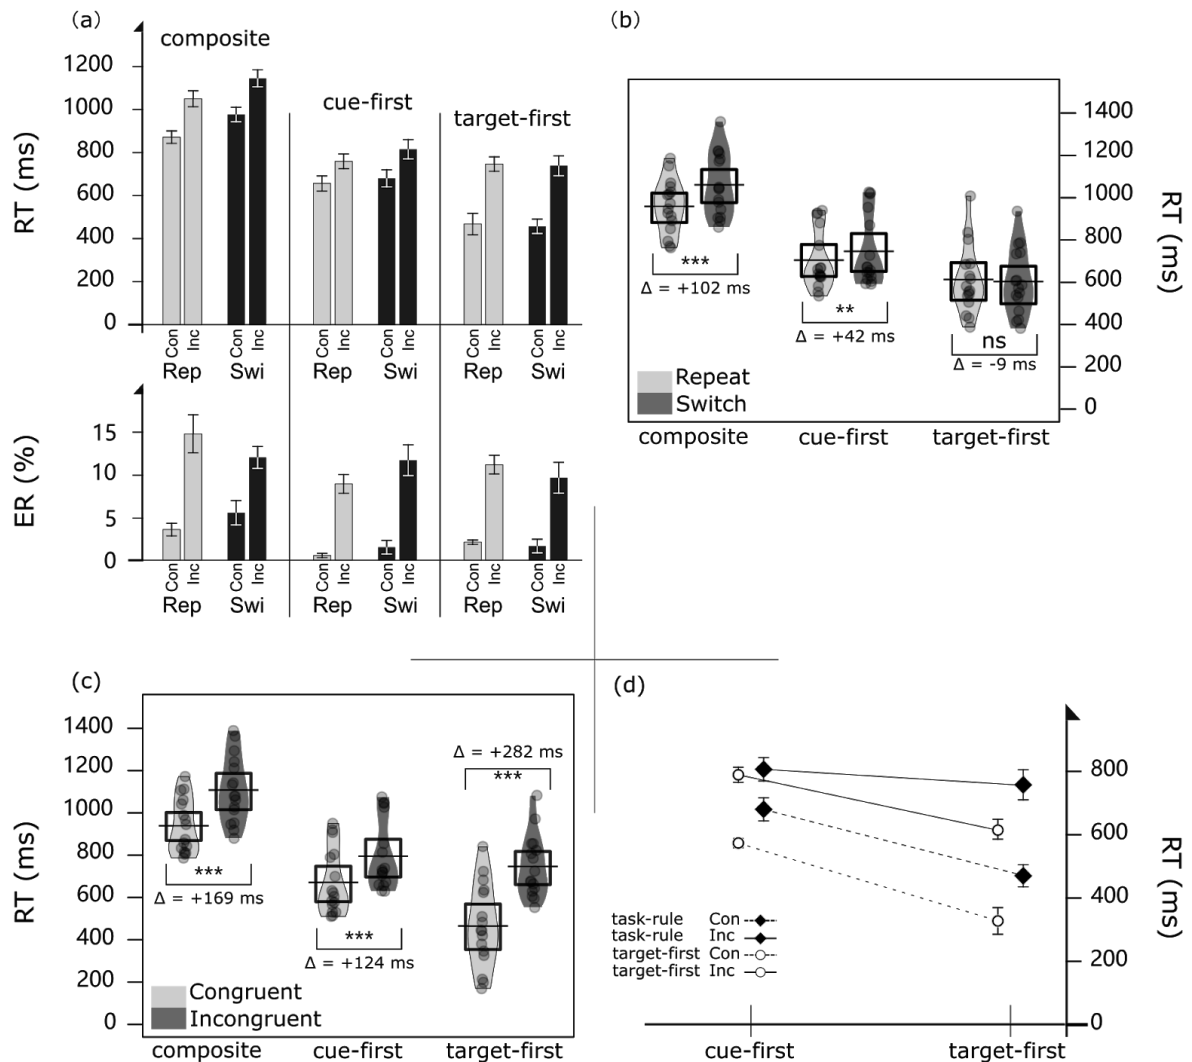 (a)
composite
cue-first
target-first
RT (ms)
1200
1000
800
600
400
200
0
Con Inc Con Inc Con Inc Con Inc Con Inc Con Inc
Rep Swi Rep Swi Rep Swi
ER (%)
15
10
5
0
Con Inc Con Inc Con Inc Con Inc Con Inc Con Inc
Rep Swi Rep Swi Rep Swi
(b)
1400
1200
1000
800
600
400
200
0
RT (ms)
***
Δ = +102 ms
**
Δ = +42 ms
ns
Δ = -9 ms
Repeat
Switch
composite cue-first target-first
(c)
1400
1200
1000
800
600
400
200
0
RT (ms)
***
Δ = +169 ms
***
Δ = +124 ms
Δ = +282 ms
***
Congruent
Incongruent
composite cue-first target-first
(d)
800
600
400
200
0
RT (ms)
task-rule Con
task-rule Inc
target-first Con
target-first Inc
cue-first target-first